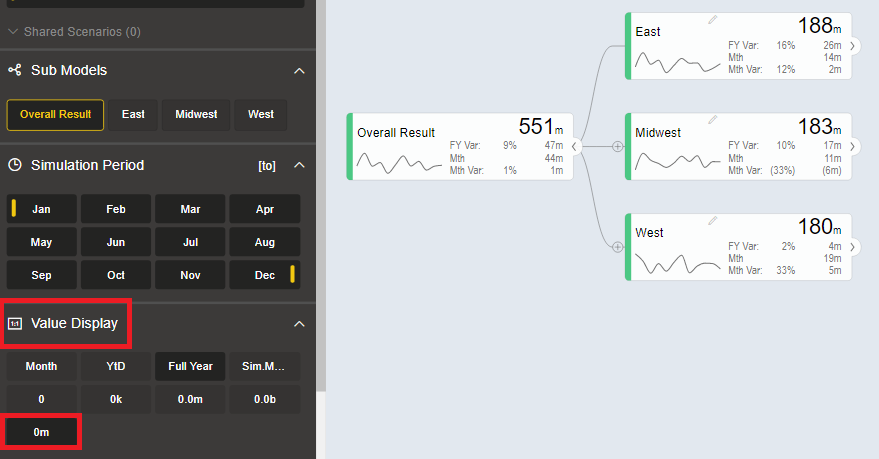 Shared Scenarios (0)
Sub Models
Overall Result East Midwest West
Simulation Period [to]
Jan Feb Mar Apr
May Jun Jul Aug
Sep Oct Nov Dec
1:1 Value Display
Month YtD Full Year Sim.M...
0 0k 0.0m 0.0b
0m
Overall Result 551m
FY Var: 9% 47m
Mth 44m
Mth Var: 1% 1m
East 188m
FY Var: 16% 26m
Mth 14m
Mth Var: 12% 2m
Midwest 183m
FY Var: 10% 17m
Mth 11m
Mth Var: (33%) (6m)
West 180m
FY Var: 2% 4m
Mth 19m
Mth Var: 33% 5m